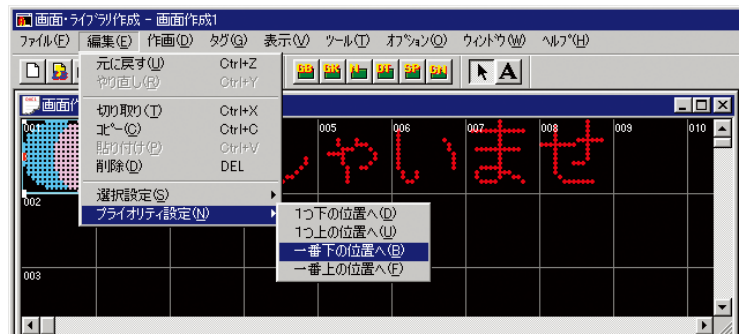 画面・ライブラリ作成 - 画面作成1
ファイル(F) 編集(E) 作画(D) タグ(G) 表示(V) ツール(T) オプション(O) ウィンドウ(W) ヘルプ(H)
元に戻す(U) Ctrl+Z
やり直し(R) Ctrl+Y
切り取り(T) Ctrl+X
コピー(C) Ctrl+C
貼り付け(P) Ctrl+V
削除(D) DEL
選択設定(S)
プライオリティ設定(N)
1つ下の位置へ(D)
1つ上の位置へ(U)
一番下の位置へ(B)
一番上の位置へ(F)
A
画面作
001 005 006 007 008 009 010
ゃいませ
002
003